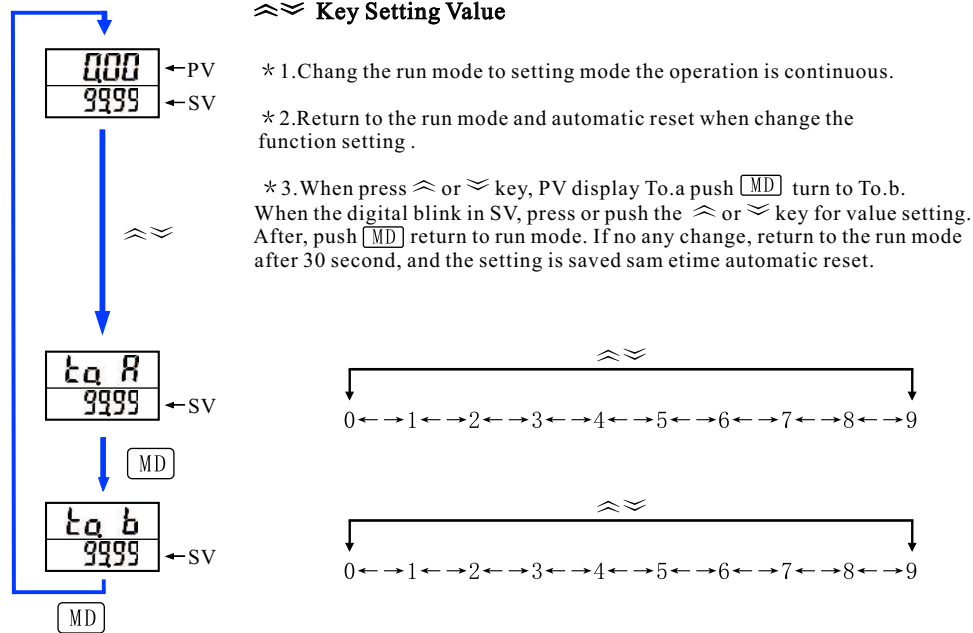 ︽︾ Key Setting Value
0.00 ←PV
99.99 ←SV
*1.Chang the run mode to setting mode the operation is continuous.
*2.Return to the run mode and automatic reset when change the
function setting .
*3.When press ︽ or ︾ key, PV display To.a push MD turn to To.b.
When the digital blink in SV, press or push the ︽ or ︾ key for value setting.
After, push MD return to run mode. If no any change, return to the run mode
after 30 second, and the setting is saved sam etime automatic reset.
︽︾
to. A
99.99 ←SV
︽︾
0←→1←→2←→3←→4←→5←→6←→7←→8←→9
MD
to. b
99.99 ←SV
︽︾
0←→1←→2←→3←→4←→5←→6←→7←→8←→9
MD